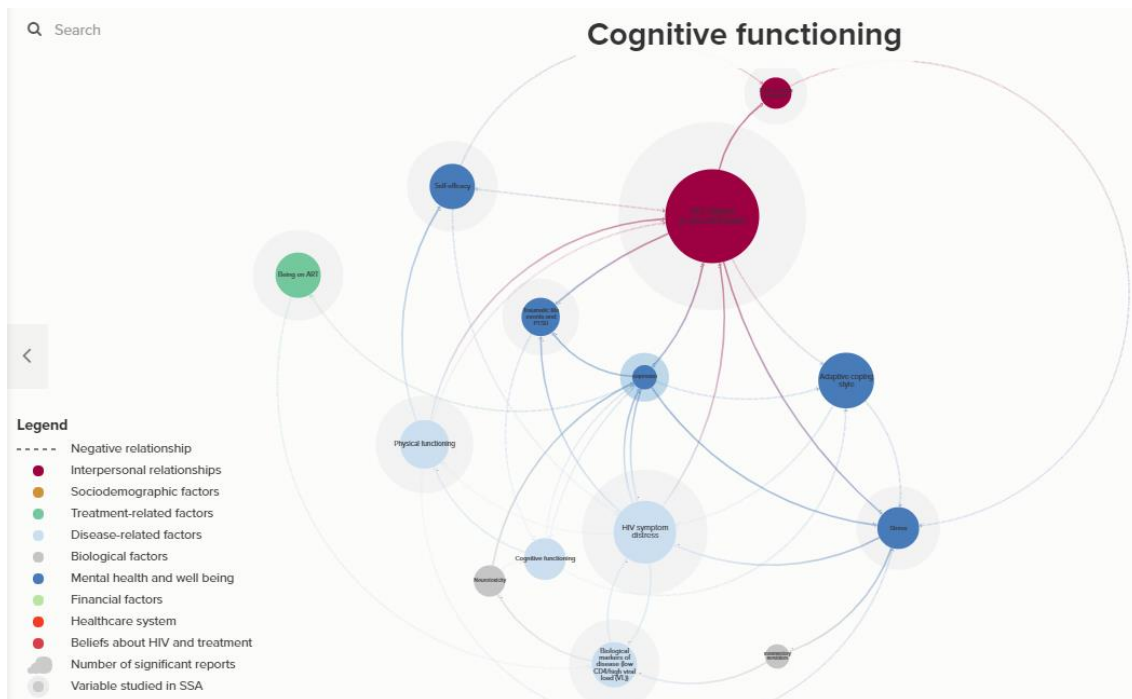 Search
Cognitive functioning
Self-efficacy
Being on ART
events and
PTSD
Adaptive coping
style
Physical functioning
HIV symptom
distress
Cognitive functioning
Neurotoxicity
Biological
markers of
disease (low
CD4/high viral
load (VL))
Legend
Negative relationship
Interpersonal relationships
Sociodemographic factors
Treatment-related factors
Disease-related factors
Biological factors
Mental health and well being
Financial factors
Healthcare system
Beliefs about HIV and treatment
Number of significant reports
Variable studied in SSA